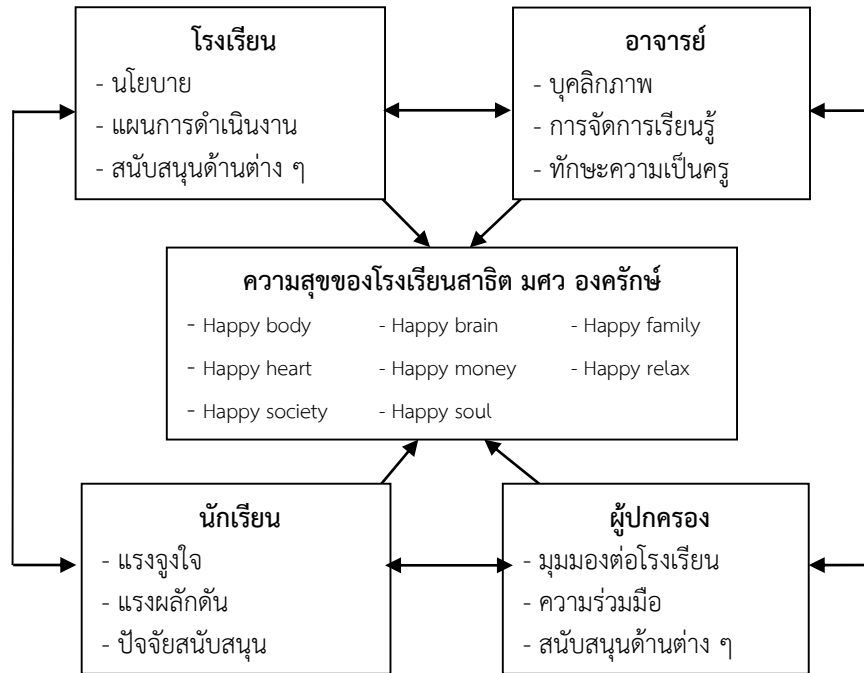 โรงเรียน
- นโยบาย
- แผนการดำเนินงาน
- สนับสนุนด้านต่าง ๆ
อาจารย์
- บุคลิกภาพ
- การจัดการเรียนรู้
- ทักษะความเป็นครู
ความสุขของโรงเรียนสาธิต มศว องครักษ์
- Happy body - Happy brain - Happy family
- Happy heart - Happy money - Happy relax
- Happy society - Happy soul
นักเรียน
- แรงจูงใจ
- แรงผลักดัน
- ปัจจัยสนับสนุน
ผู้ปกครอง
- มุมมองต่อโรงเรียน
- ความร่วมมือ
- สนับสนุนด้านต่าง ๆ